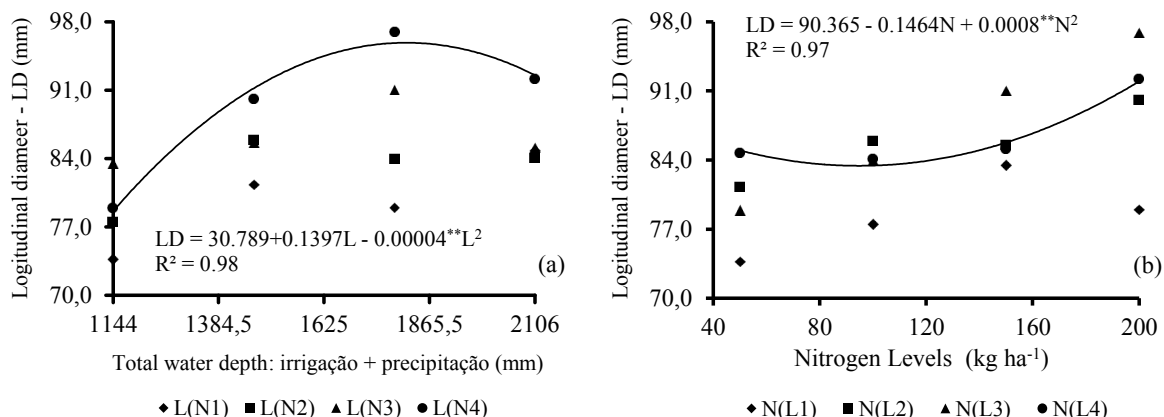 Logitudinal diameer - LD (mm)
98,0
91,0
84,0
77,0
70,0
LD = 30.789+0.1397L - 0.00004**L²
R² = 0.98
(a)
1144
1384,5
1625
1865,5
2106
Total water depth: irrigação + precipitação (mm)
L(N1) L(N2) L(N3) L(N4)
Logitudinal diameer - LD (mm)
98,0
91,0
84,0
77,0
70,0
LD = 90.365 - 0.1464N + 0.0008**N²
R² = 0.97
(b)
40
80
120
160
200
Nitrogen Levels (kg ha⁻¹)
N(L1) N(L2) N(L3) N(L4)